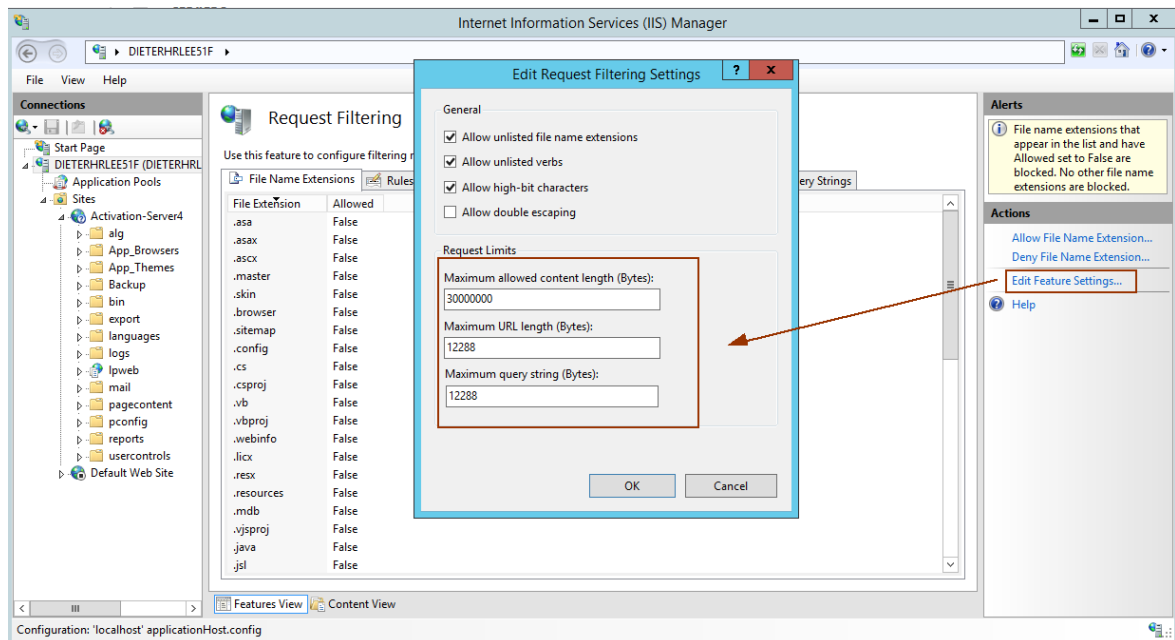 Internet Information Services (IIS) Manager
DIETERHRLEE51F
File View Help
Connections
Start Page
DIETERHRLEE51F (DIETERHRL
Application Pools
Sites
Activation-Server4
alg
App_Browsers
App_Themes
Backup
bin
export
languages
logs
lpweb
mail
pagecontent
pconfig
reports
usercontrols
Default Web Site
Request Filtering
Use this feature to configure filtering r
File Name Extensions
Rules
ery Strings
File Extension Allowed
.asa False
.asax False
.ascx False
.master False
.skin False
.browser False
.sitemap False
.config False
.cs False
.csproj False
.vb False
.vbproj False
.webinfo False
.licx False
.resx False
.resources False
.mdb False
.vjsproj False
.java False
.jsl False
Features View
Content View
Edit Request Filtering Settings
? x
General
Allow unlisted file name extensions
Allow unlisted verbs
Allow high-bit characters
Allow double escaping
Request Limits
Maximum allowed content length (Bytes):
30000000
Maximum URL length (Bytes):
12288
Maximum query string (Bytes):
12288
OK Cancel
Alerts
File name extensions that
appear in the list and have
Allowed set to False are
blocked. No other file name
extensions are blocked.
Actions
Allow File Name Extension...
Deny File Name Extension...
Edit Feature Settings...
Help
Configuration: 'localhost' applicationHost.config